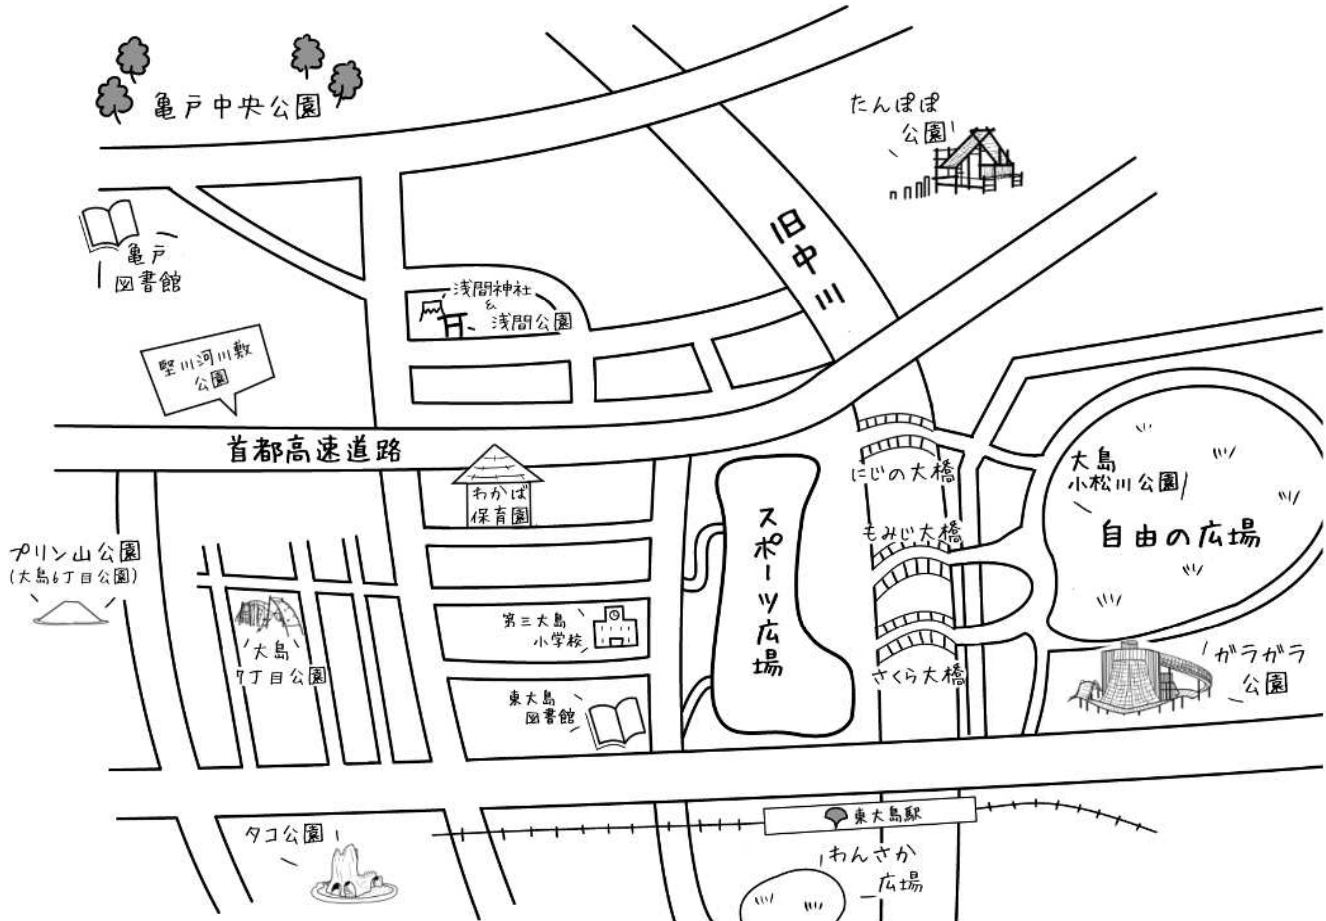 亀戸中央公園
たんぽぽ
公園
旧中川
亀戸
図書館
浅間神社
&
浅間公園
竪川河川敷
公園
首都高速道路
わかば
保育園
にじの大橋
大島
小松川公園
自由の広場
スポーツ広場
もみじ大橋
プリン山公園
(大島6丁目公園)
第三大島
小学校
大島
7丁目公園
さくら大橋
ガラガラ
公園
東大島
図書館
タコ公園
東大島駅
わんさか
広場